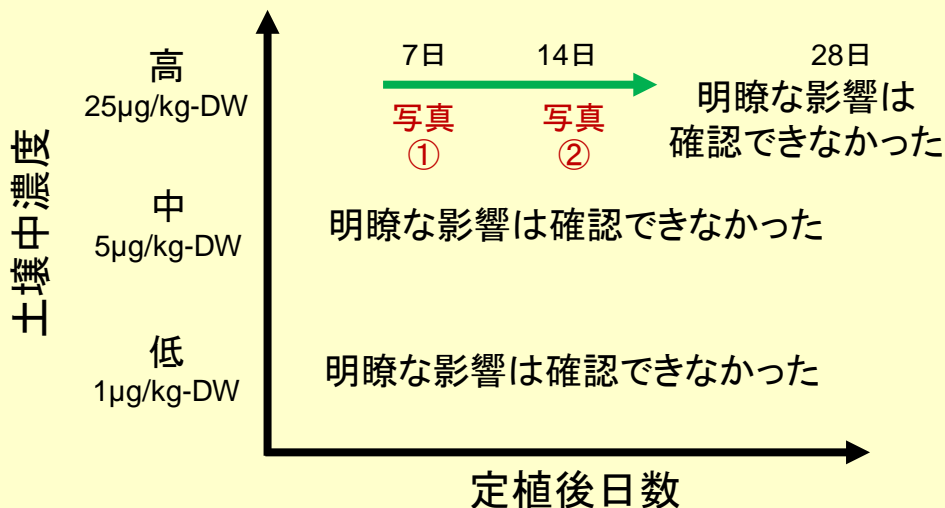 土壌中濃度
高
25µg/kg-DW
7日
14日
28日
写真
①
写真
②
明瞭な影響は
確認できなかった
中
5µg/kg-DW
明瞭な影響は確認できなかった
低
1µg/kg-DW
明瞭な影響は確認できなかった
定植後日数